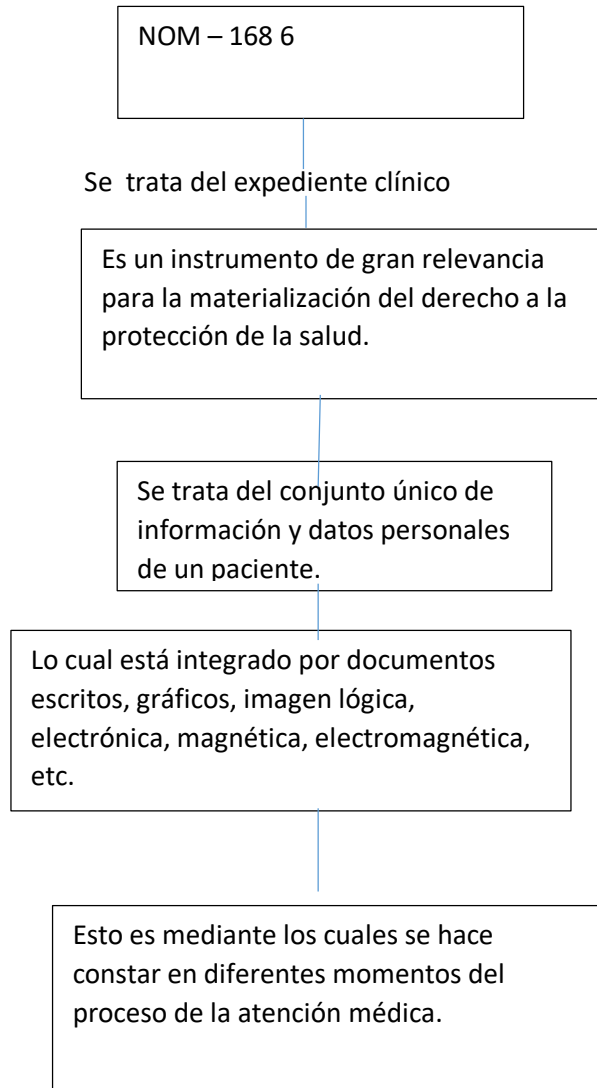 NOM – 168 6
Se trata del expediente clínico
Es un instrumento de gran relevancia
para la materialización del derecho a la
protección de la salud.
Se trata del conjunto único de
información y datos personales
de un paciente.
Lo cual está integrado por documentos
escritos, gráficos, imagen lógica,
electrónica, magnética, electromagnética,
etc.
Esto es mediante los cuales se hace
constar en diferentes momentos del
proceso de la atención médica.